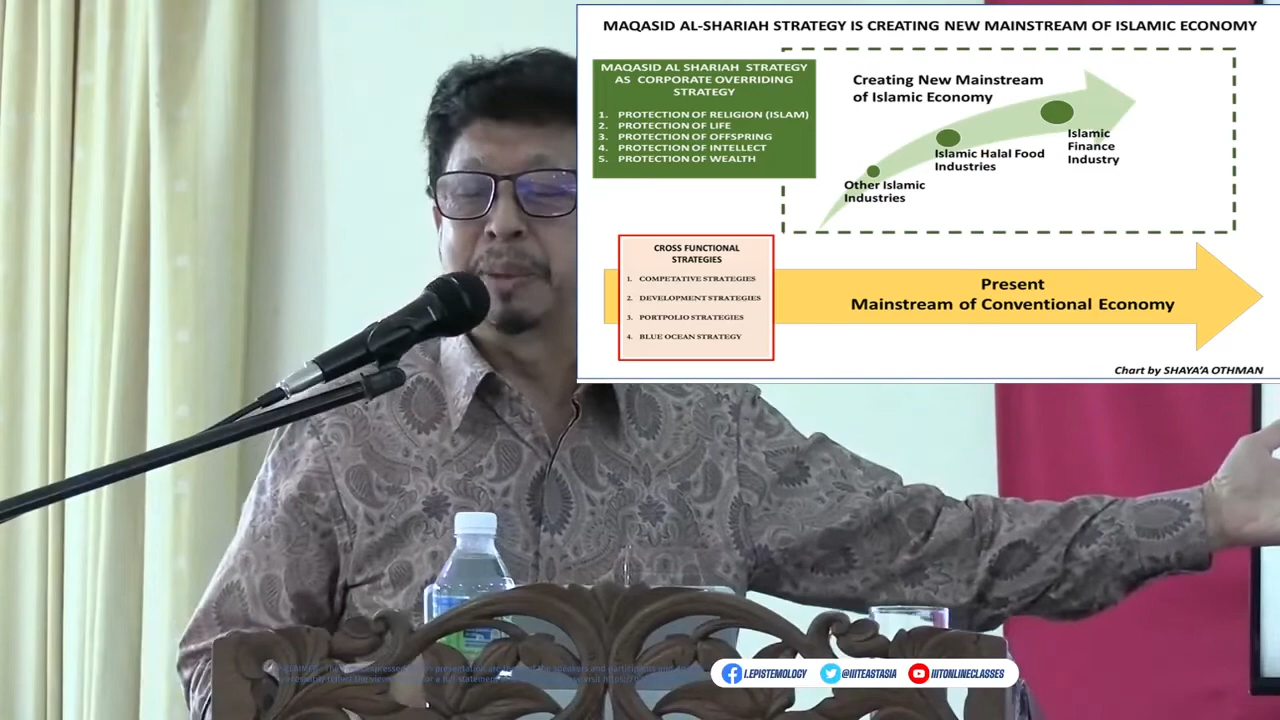 MAQASID AL-SHARIAH STRATEGY IS CREATING NEW MAINSTREAM OF ISLAMIC ECONOMY
MAQASID AL SHARIAH STRATEGY
AS CORPORATE OVERRIDING
STRATEGY
1. PROTECTION OF RELIGION (ISLAM)
2. PROTECTION OF LIFE
3. PROTECTION OF OFFSPRING
4. PROTECTION OF INTELLECT
5. PROTECTION OF WEALTH
Creating New Mainstream
of Islamic Economy
Islamic
Finance
Industry
Islamic Halal Food
Industries
Other Islamic
Industries
CROSS FUNCTIONAL
STRATEGIES
1. COMPETATIVE STRATEGIES
2. DEVELOPMENT STRATEGIES
3. PORTPOLIO STRATEGIES
4. BLUE OCEAN STRATEGY
Present
Mainstream of Conventional Economy
Chart by SHAYA'A OTHMAN
I.EPISTEMOLOGY
@IIITEASTASIA
IIITONLINECLASSES